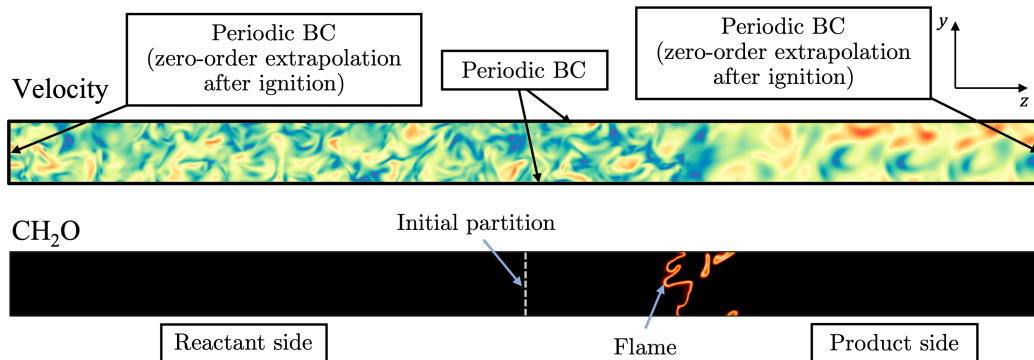 Periodic BC
(zero-order extrapolation
after ignition)
Periodic BC
Periodic BC
(zero-order extrapolation
after ignition)
y
z
Velocity
CH₂O
Initial partition
Reactant side
Flame
Product side